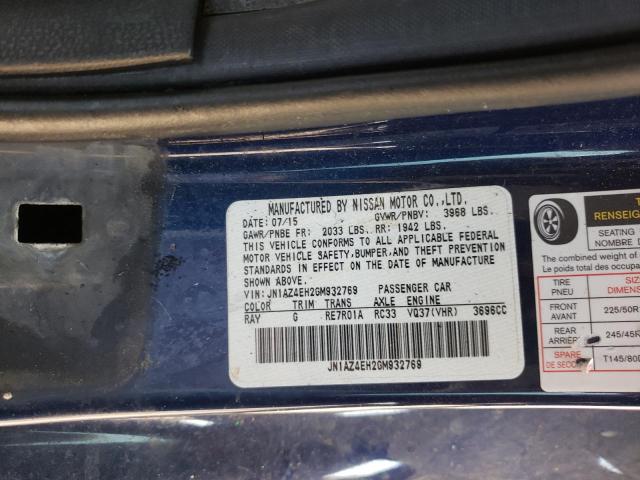 MANUFACTURED BY NISSAN MOTOR CO.,LTD.
DATE: 07/15 GVWR/PNBV: 3968 LBS.
GAWR/PNBE FR: 2033 LBS. RR: 1942 LBS.
THIS VEHICLE CONFORMS TO ALL APPLICABLE FEDERAL
MOTOR VEHICLE SAFETY,BUMPER,AND THEFT PREVENTION
STANDARDS IN EFFECT ON THE DATE OF MANUFACTURE
SHOWN ABOVE.
VIN: JN1AZ4EH2GM932769 PASSENGER CAR
COLOR TRIM TRANS AXLE ENGINE
RAY G RE7R01A RC33 VQ37(VHR) 3696CC
JN1AZ4EH2GM932769
RENSEIGN
SEATING
NOMBRE D
The combined weight of
Le poids total des occupa
TIRE
PNEU
FRONT
AVANT
225/50R
REAR
ARRIÈRE
245/45R
SPARE
DE SECO
T145/80D